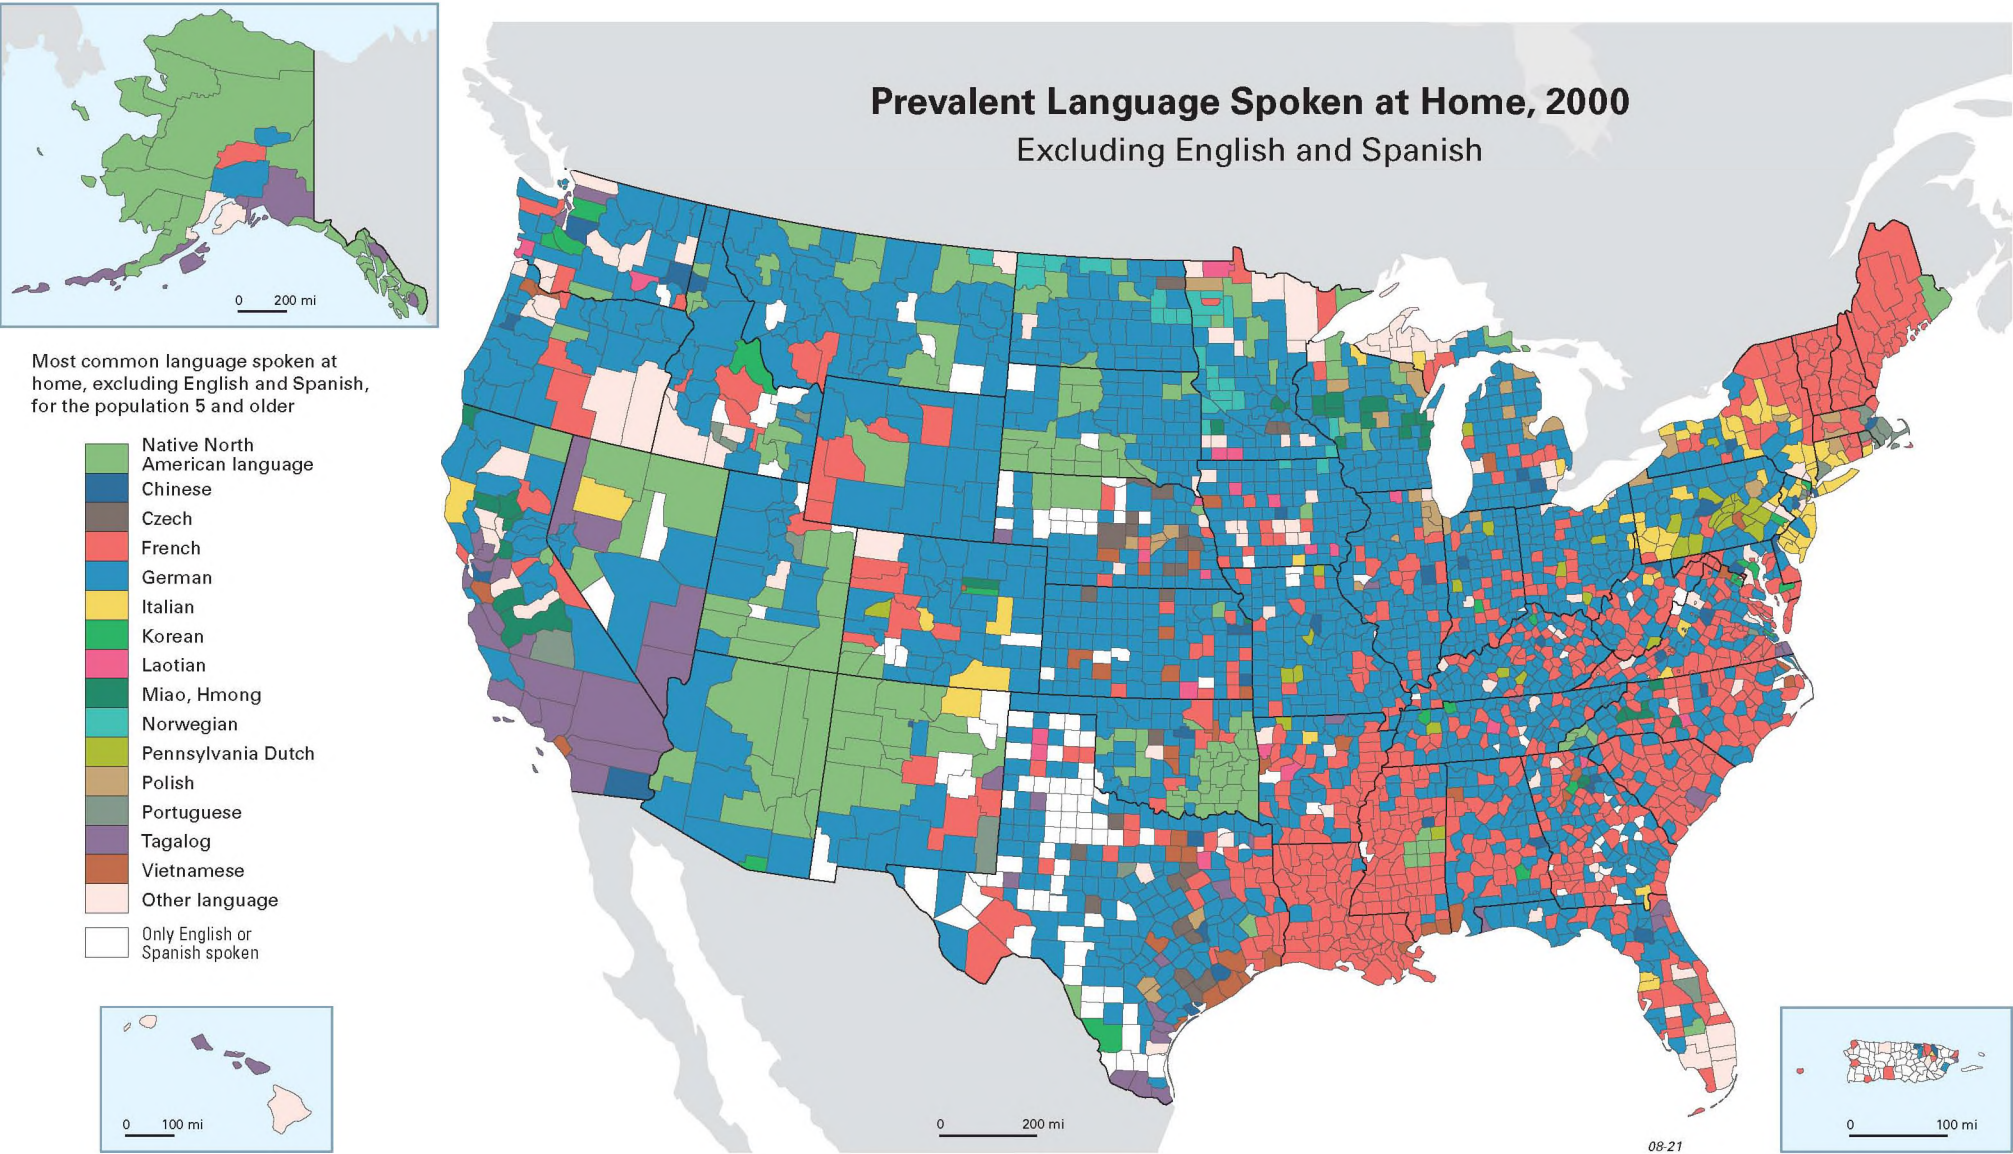 Prevalent Language Spoken at Home, 2000
Excluding English and Spanish
0 200 mi
Most common language spoken at
home, excluding English and Spanish,
for the population 5 and older
Native North
American language
Chinese
Czech
French
German
Italian
Korean
Laotian
Miao, Hmong
Norwegian
Pennsylvania Dutch
Polish
Portuguese
Tagalog
Vietnamese
Other language
Only English or
Spanish spoken
0 100 mi
0 200 mi
0 100 mi
08-21